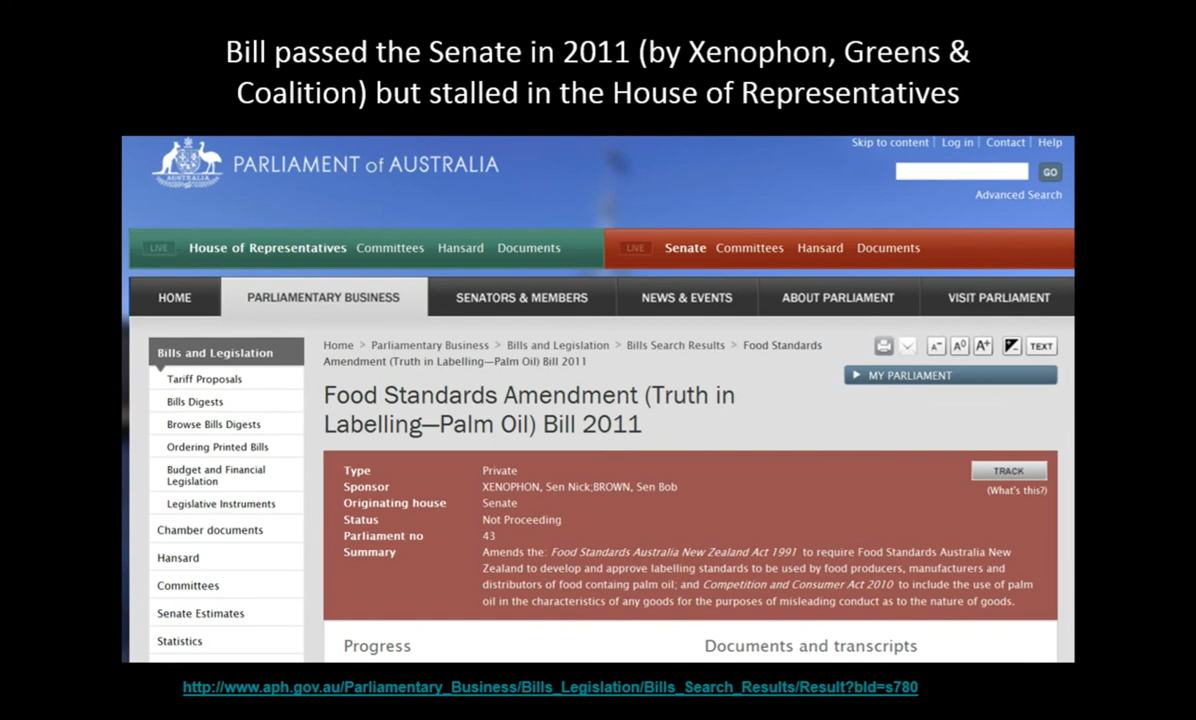 Bill passed the Senate in 2011 (by Xenophon, Greens &
Coalition) but stalled in the House of Representatives
Skip to content | Log in | Contact | Help
AUSTRALIA
PARLIAMENT of AUSTRALIA
GO
Advanced Search
LIVE House of Representatives Committees Hansard Documents
LIVE Senate Committees Hansard Documents
HOME PARLIAMENTARY BUSINESS SENATORS & MEMBERS NEWS & EVENTS ABOUT PARLIAMENT VISIT PARLIAMENT
Bills and Legislation
Tariff Proposals
Bills Digests
Browse Bills Digests
Ordering Printed Bills
Budget and Financial
Legislation
Legislative Instruments
Chamber documents
Hansard
Committees
Senate Estimates
Statistics
Home > Parliamentary Business > Bills and Legislation > Bills Search Results > Food Standards
Amendment (Truth in Labelling—Palm Oil) Bill 2011
A- A0 A+ TEXT
MY PARLIAMENT
Food Standards Amendment (Truth in
Labelling—Palm Oil) Bill 2011
Type Private
Sponsor XENOPHON, Sen Nick;BROWN, Sen Bob
Originating house Senate
Status Not Proceeding
Parliament no 43
Summary Amends the: Food Standards Australia New Zealand Act 1991 to require Food Standards Australia New
Zealand to develop and approve labelling standards to be used by food producers, manufacturers and
distributors of food containg palm oil; and Competition and Consumer Act 2010 to include the use of palm
oil in the characteristics of any goods for the purposes of misleading conduct as to the nature of goods.
TRACK
(What's this?)
Progress Documents and transcripts
http://www.aph.gov.au/Parliamentary_Business/Bills_Legislation/Bills_Search_Results/Result?bId=s780